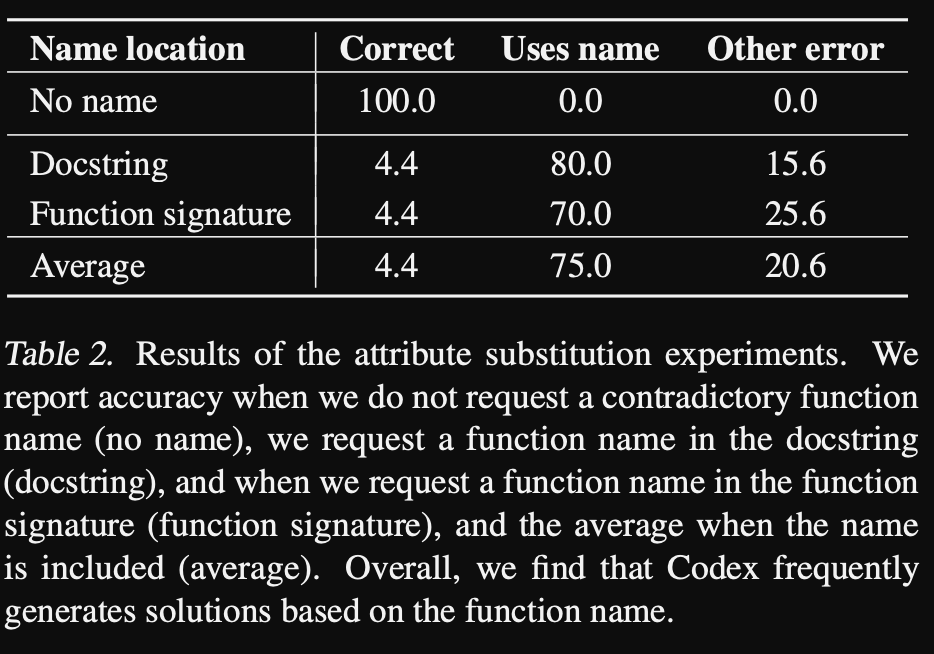 Name location Correct Uses name Other error
No name 100.0 0.0 0.0
Docstring 4.4 80.0 15.6
Function signature 4.4 70.0 25.6
Average 4.4 75.0 20.6
Table 2. Results of the attribute substitution experiments. We
report accuracy when we do not request a contradictory function
name (no name), we request a function name in the docstring
(docstring), and when we request a function name in the function
signature (function signature), and the average when the name
is included (average). Overall, we find that Codex frequently
generates solutions based on the function name.